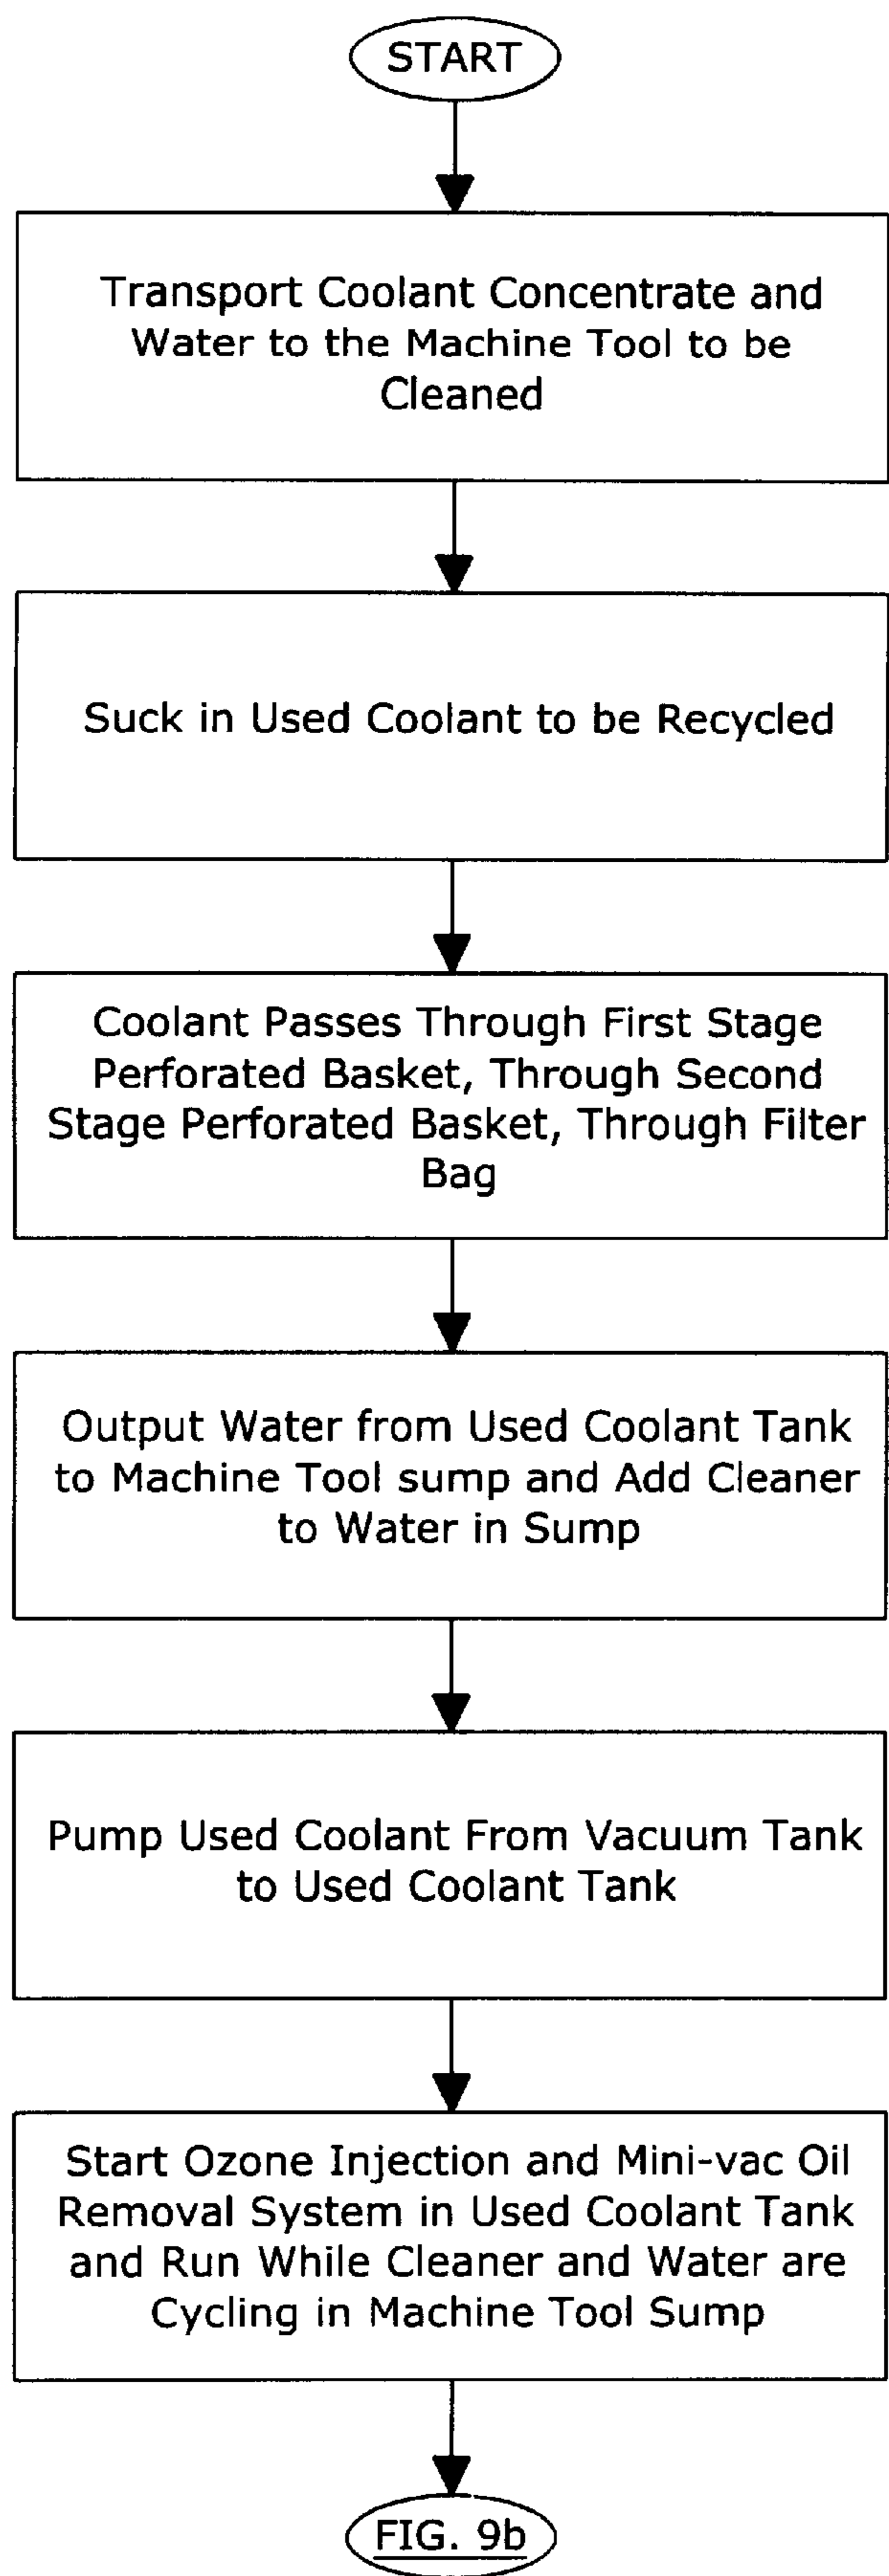 START
Transport Coolant Concentrate and
Water to the Machine Tool to be
Cleaned
Suck in Used Coolant to be Recycled
Coolant Passes Through First Stage
Perforated Basket, Through Second
Stage Perforated Basket, Through Filter
Bag
Output Water from Used Coolant Tank
to Machine Tool sump and Add Cleaner
to Water in Sump
Pump Used Coolant From Vacuum Tank
to Used Coolant Tank
Start Ozone Injection and Mini-vac Oil
Removal System in Used Coolant Tank
and Run While Cleaner and Water are
Cycling in Machine Tool Sump
FIG. 9b